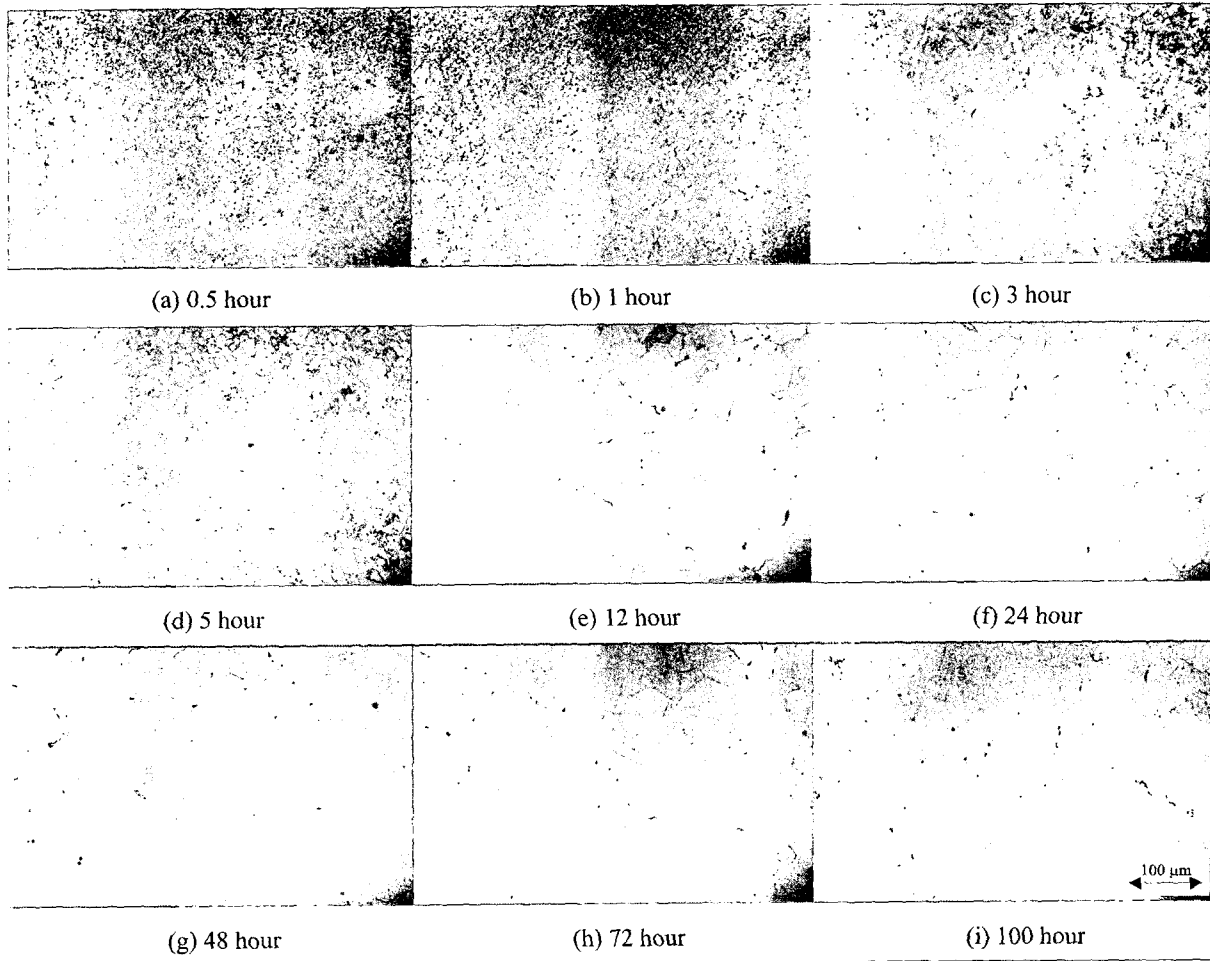 (a) 0.5 hour
(b) 1 hour
(c) 3 hour
(d) 5 hour
(e) 12 hour
(f) 24 hour
100 μm
(g) 48 hour
(h) 72 hour
(i) 100 hour